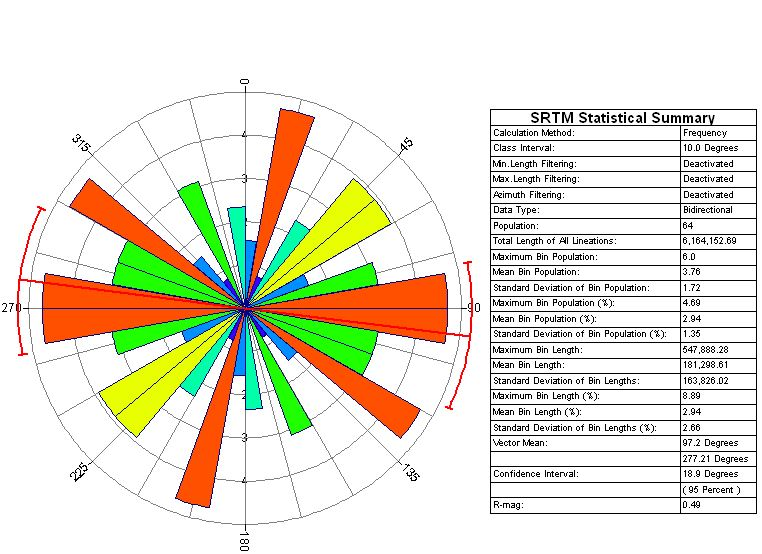 0
45
90
135
180
225
270
315
4
3
2
3
4
SRTM Statistical Summary
Calculation Method: Frequency
Class Interval: 10.0 Degrees
Min.Length Filtering: Deactivated
Max.Length Filtering: Deactivated
Azimuth Filtering: Deactivated
Data Type: Bidirectional
Population: 64
Total Length of All Lineations: 6,164,152.69
Maximum Bin Population: 6.0
Mean Bin Population: 3.76
Standard Deviation of Bin Population: 1.72
Maximum Bin Population (%): 4.69
Mean Bin Population (%): 2.94
Standard Deviation of Bin Population (%): 1.35
Maximum Bin Length: 547,888.28
Mean Bin Length: 181,298.61
Standard Deviation of Bin Lengths: 163,826.02
Maximum Bin Length (%): 8.89
Mean Bin Length (%): 2.94
Standard Deviation of Bin Lengths (%): 2.66
Vector Mean: 97.2 Degrees
277.21 Degrees
Confidence Interval: 18.9 Degrees
( 95 Percent )
R-mag: 0.49